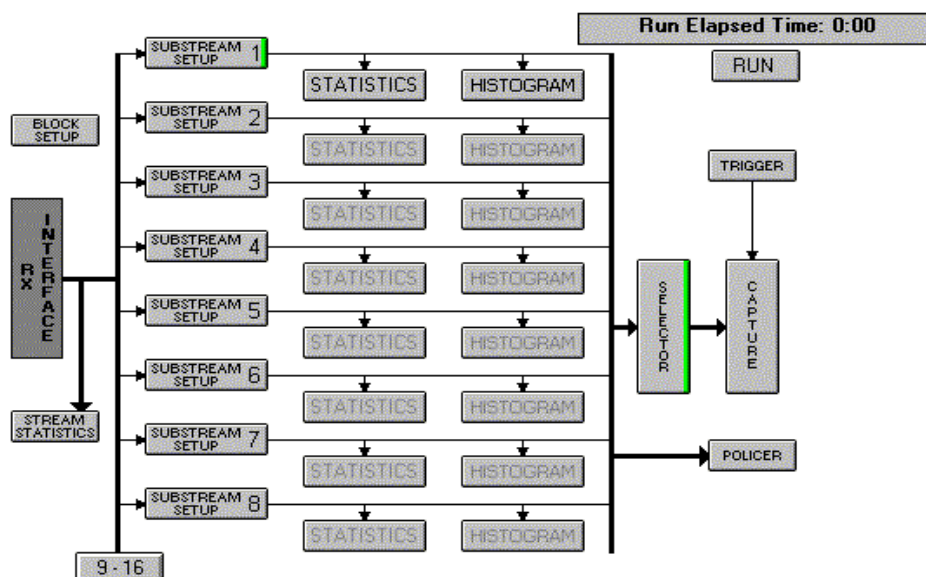 Run Elapsed Time: 0:00
RUN
SUBSTREAM SETUP 1
STATISTICS
HISTOGRAM
BLOCK SETUP
SUBSTREAM SETUP 2
STATISTICS
HISTOGRAM
TRIGGER
SUBSTREAM SETUP 3
STATISTICS
HISTOGRAM
RX INTERFACE
SUBSTREAM SETUP 4
STATISTICS
HISTOGRAM
SELECTOR
CAPTURE
SUBSTREAM SETUP 5
STATISTICS
HISTOGRAM
SUBSTREAM SETUP 6
STATISTICS
HISTOGRAM
STREAM STATISTICS
SUBSTREAM SETUP 7
STATISTICS
HISTOGRAM
POLICER
SUBSTREAM SETUP 8
STATISTICS
HISTOGRAM
9 - 16